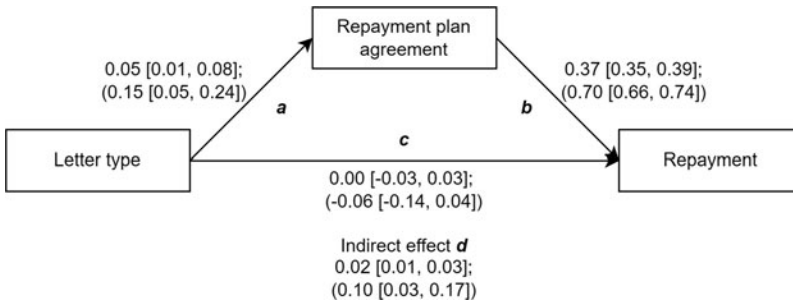 Repayment plan
agreement
0.05 [0.01, 0.08];
(0.15 [0.05, 0.24])
0.37 [0.35, 0.39];
(0.70 [0.66, 0.74])
a
b
c
Letter type
Repayment
0.00 [-0.03, 0.03];
(-0.06 [-0.14, 0.04])
Indirect effect d
0.02 [0.01, 0.03];
(0.10 [0.03, 0.17])